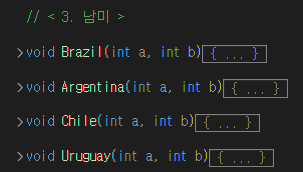 // < 3. 남미 >
void Brazil(int a, int b){ ... }
void Argentina(int a, int b){ ... }
void Chile(int a, int b){ ... }
void Uruguay(int a, int b){ ... }